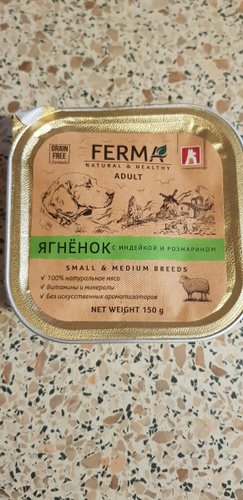 GRAIN
FREE
FERMA
NATURAL & HEALTHY
ADULT
ЯГНЁНОК С ИНДЕЙКОЙ И РОЗМАРИНОМ
SMALL & MEDIUM BREEDS
✓ 100% натуральное мясо
✓ Витамины и минералы
✓ Без искусственных ароматизаторов
NET WEIGHT 150 g